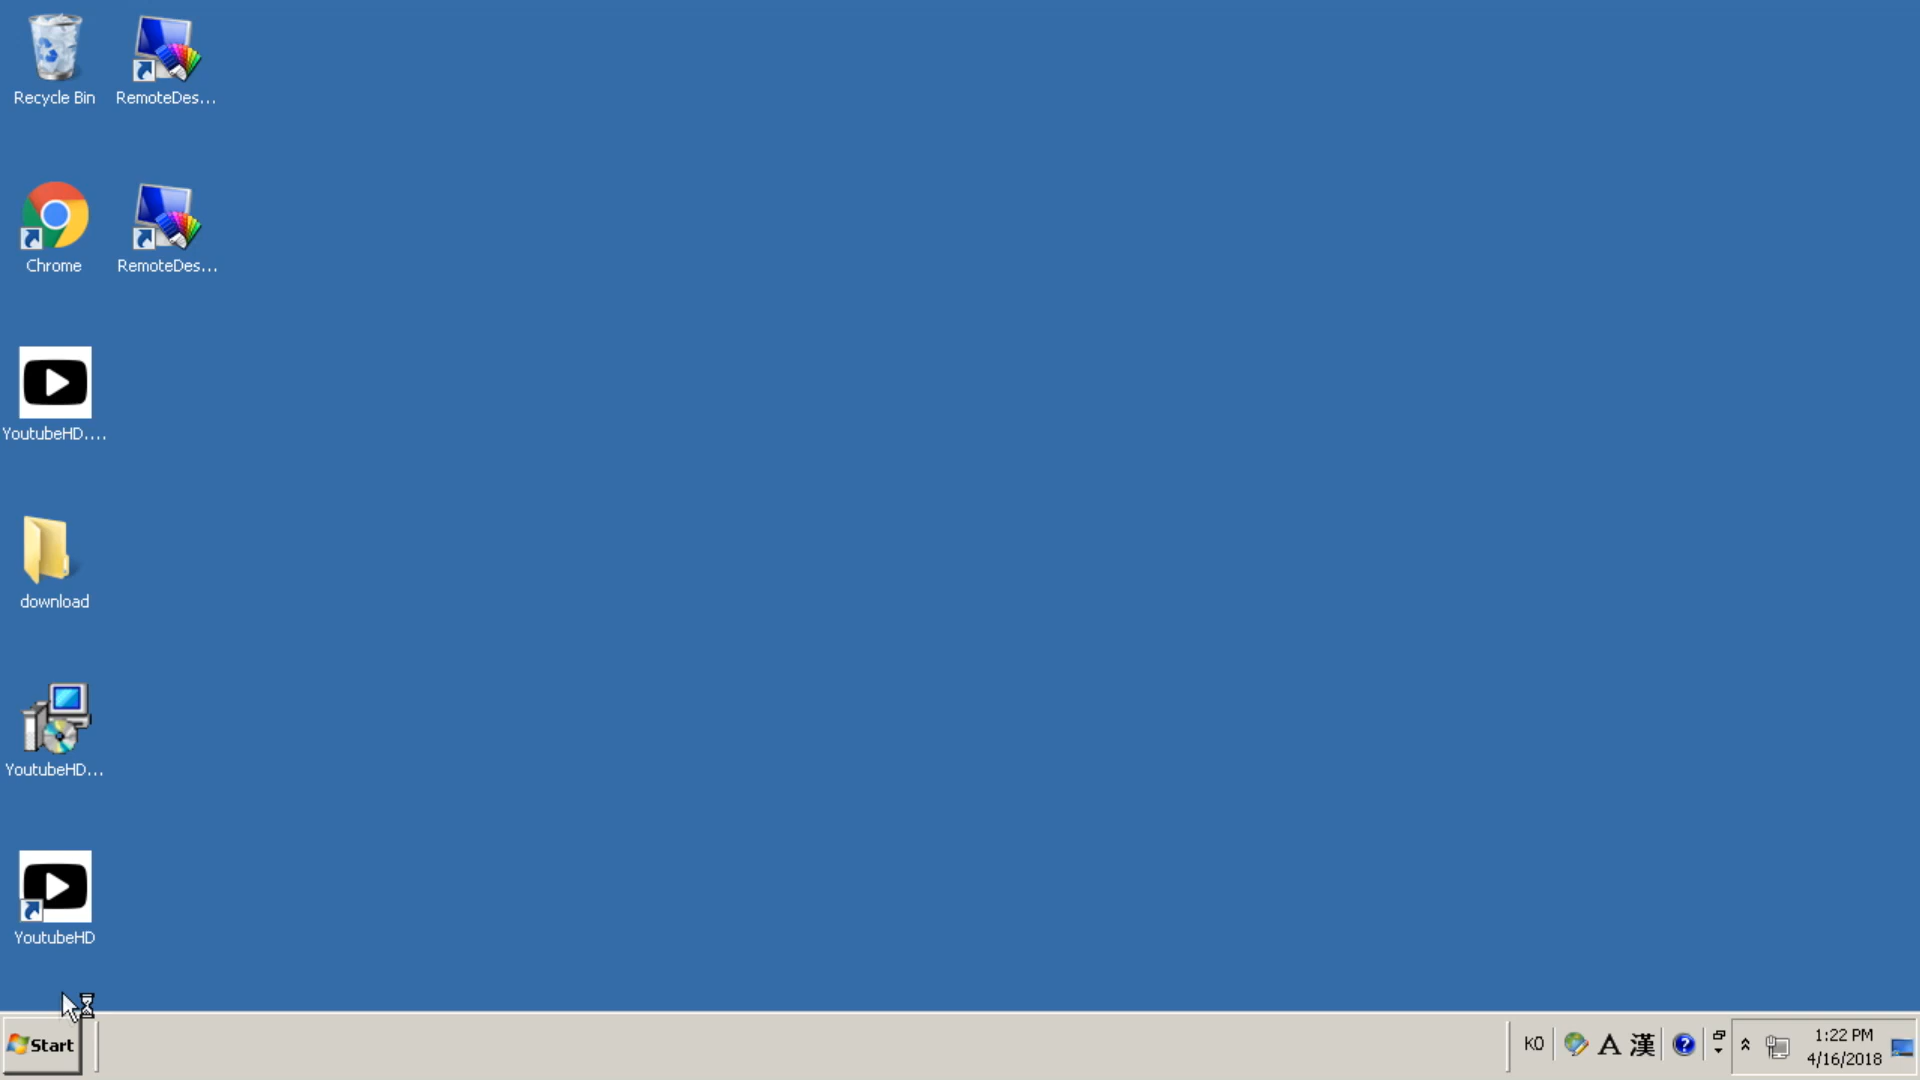 Recycle Bin
RemoteDes...
Chrome
RemoteDes...
YoutubeHD....
download
YoutubeHD...
YoutubeHD
Start
KO
A 漢
?
1:22 PM
4/16/2018